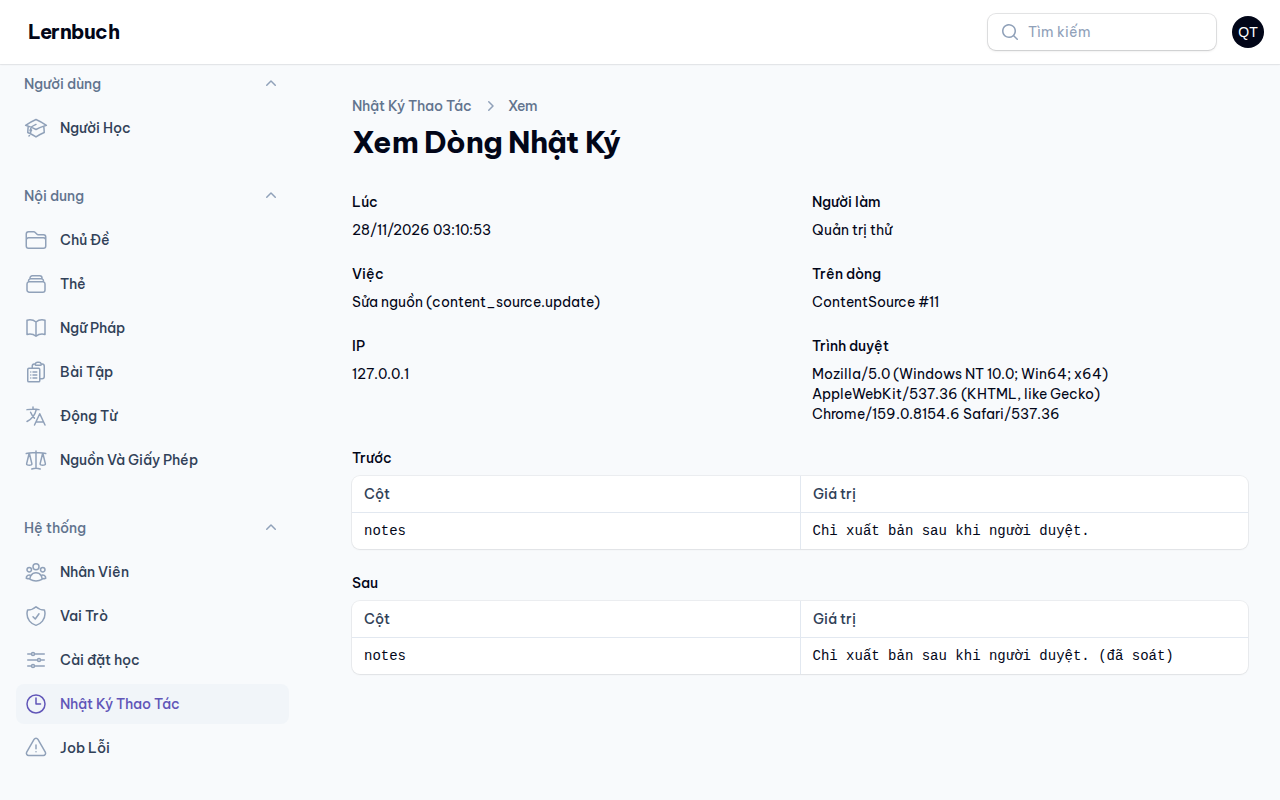 Lernbuch
Tìm kiếm
QT
Người dùng
Người Học
Nội dung
Chủ Đề
Thẻ
Ngữ Pháp
Bài Tập
Động Từ
Nguồn Và Giấy Phép
Hệ thống
Nhân Viên
Vai Trò
Cài đặt học
Nhật Ký Thao Tác
Job Lỗi
Nhật Ký Thao Tác > Xem
Xem Dòng Nhật Ký
Lúc
28/11/2026 03:10:53
Người làm
Quản trị thử
Việc
Sửa nguồn (content_source.update)
Trên dòng
ContentSource #11
IP
127.0.0.1
Trình duyệt
Mozilla/5.0 (Windows NT 10.0; Win64; x64)
AppleWebKit/537.36 (KHTML, like Gecko)
Chrome/159.0.8154.6 Safari/537.36
Trước
Cột Giá trị
notes Chỉ xuất bản sau khi người duyệt.
Sau
Cột Giá trị
notes Chỉ xuất bản sau khi người duyệt. (đã soát)